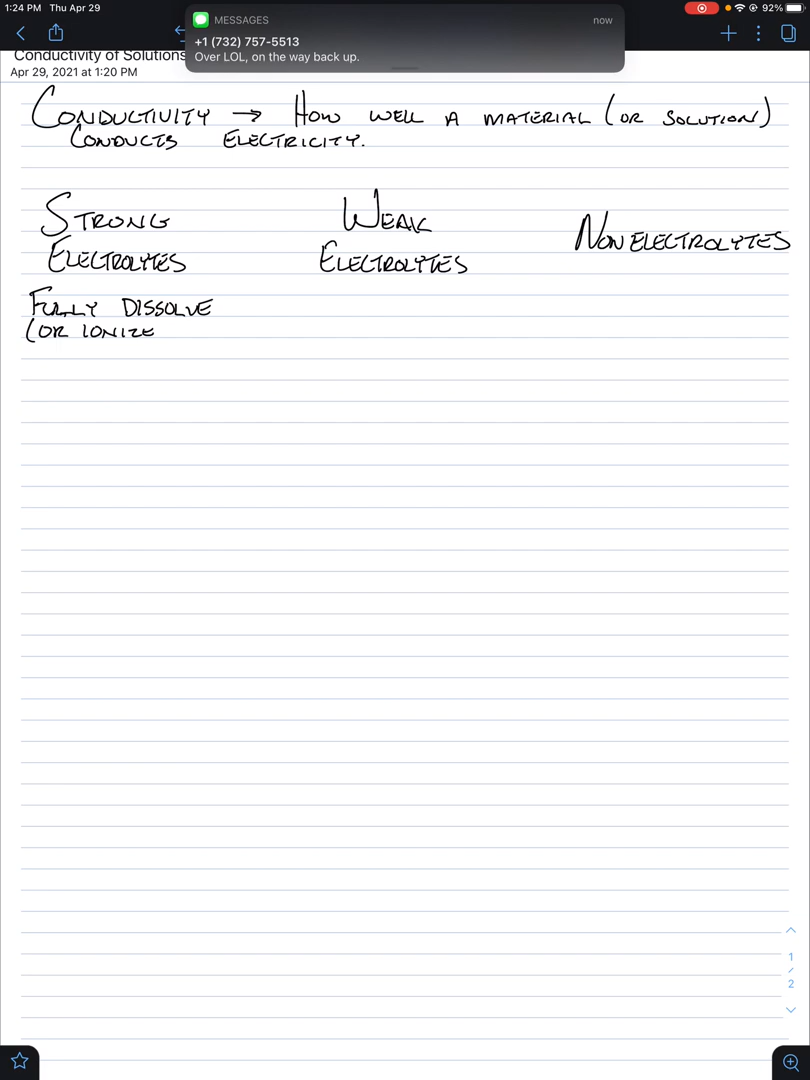 1:24 PM Thu Apr 29
92%
MESSAGES
now
+1 (732) 757-5513
Over LOL, on the way back up.
Conductivity of Solutions
Apr 29, 2021 at 1:20 PM
CONDUCTIVITY → HOW WELL A MATERIAL (OR SOLUTION)
CONDUCTS ELECTRICITY.
STRONG
ELECTROLYTES
WEAK
ELECTROLYTES
NONELECTROLYTES
FULLY DISSOLVE
(OR IONIZE
1
/
2